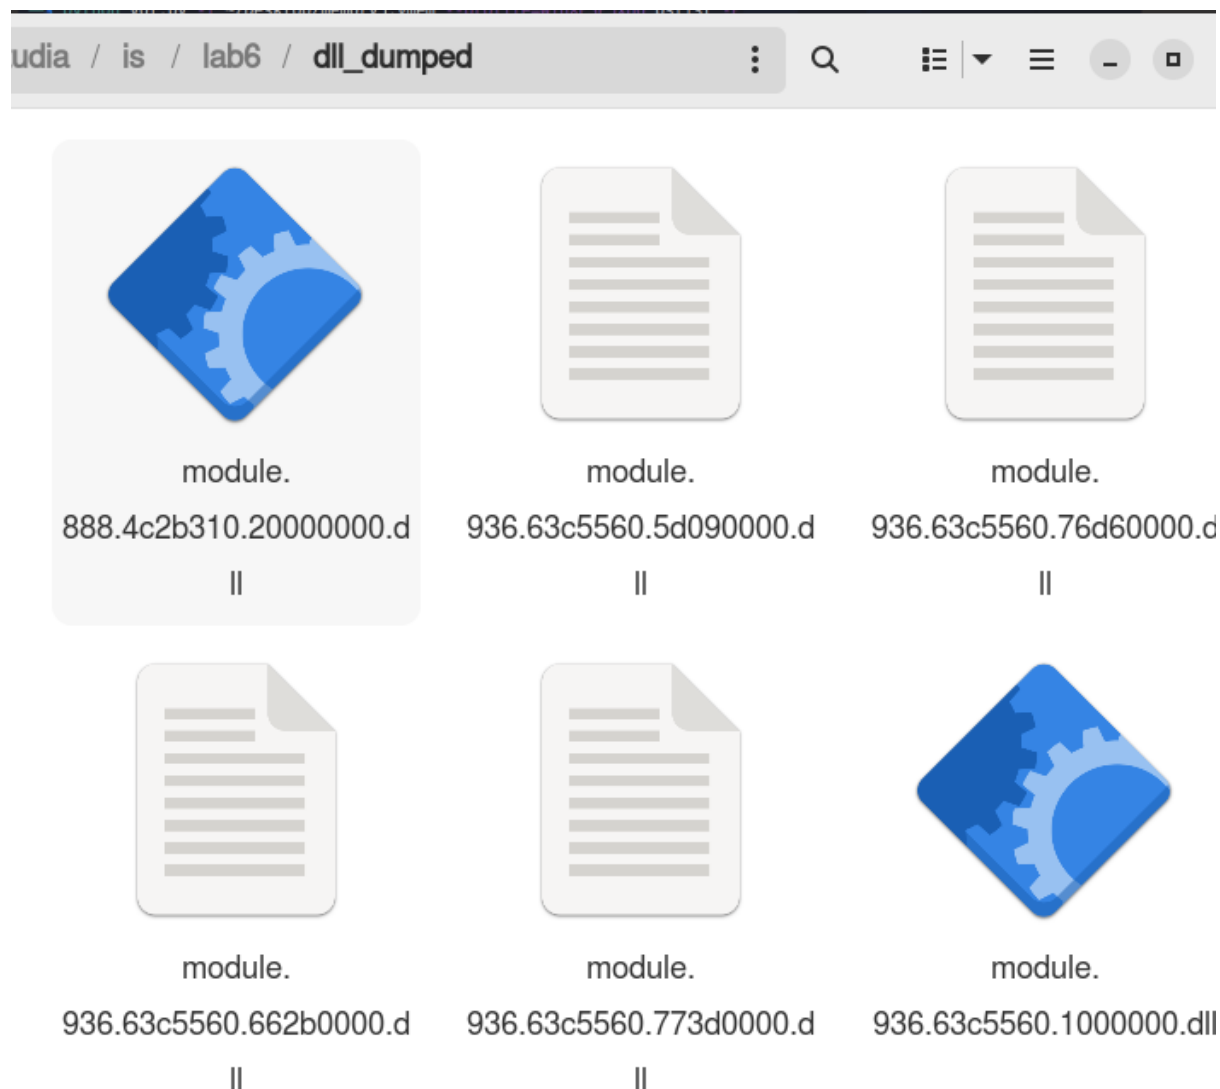 udia / is / lab6 / dll_dumped
module.
888.4c2b310.20000000.d
ll
module.
936.63c5560.5d090000.d
ll
module.
936.63c5560.76d60000.d
ll
module.
936.63c5560.662b0000.d
ll
module.
936.63c5560.773d0000.d
ll
module.
936.63c5560.1000000.dll